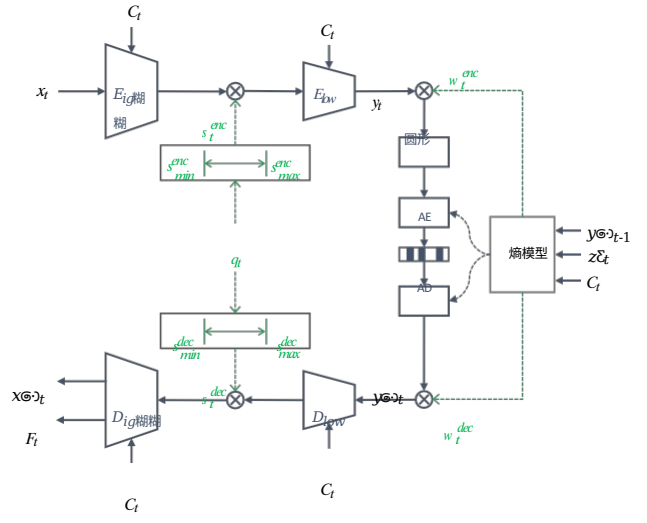 C_t
C_t
x_t
E_ig糊
糊
E_low
y_t
w_t^enc
s_t^enc
圆形
s_min^enc s_max^enc
AE
熵模型
t-1
C_t
q_t
AD
s_min^dec s_max^dec
s_t^dec
D_ig糊糊
D_low
w_t^dec
F_t
C_t
C_t